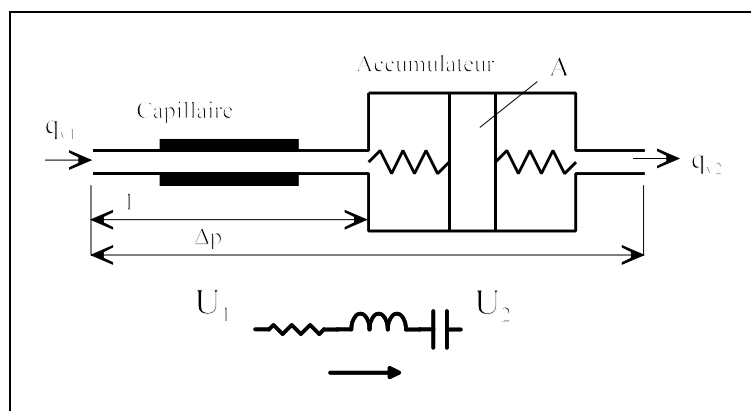 Accumulateur
A
Capillaire
qv1
qv2
l
Δp
U1
U2